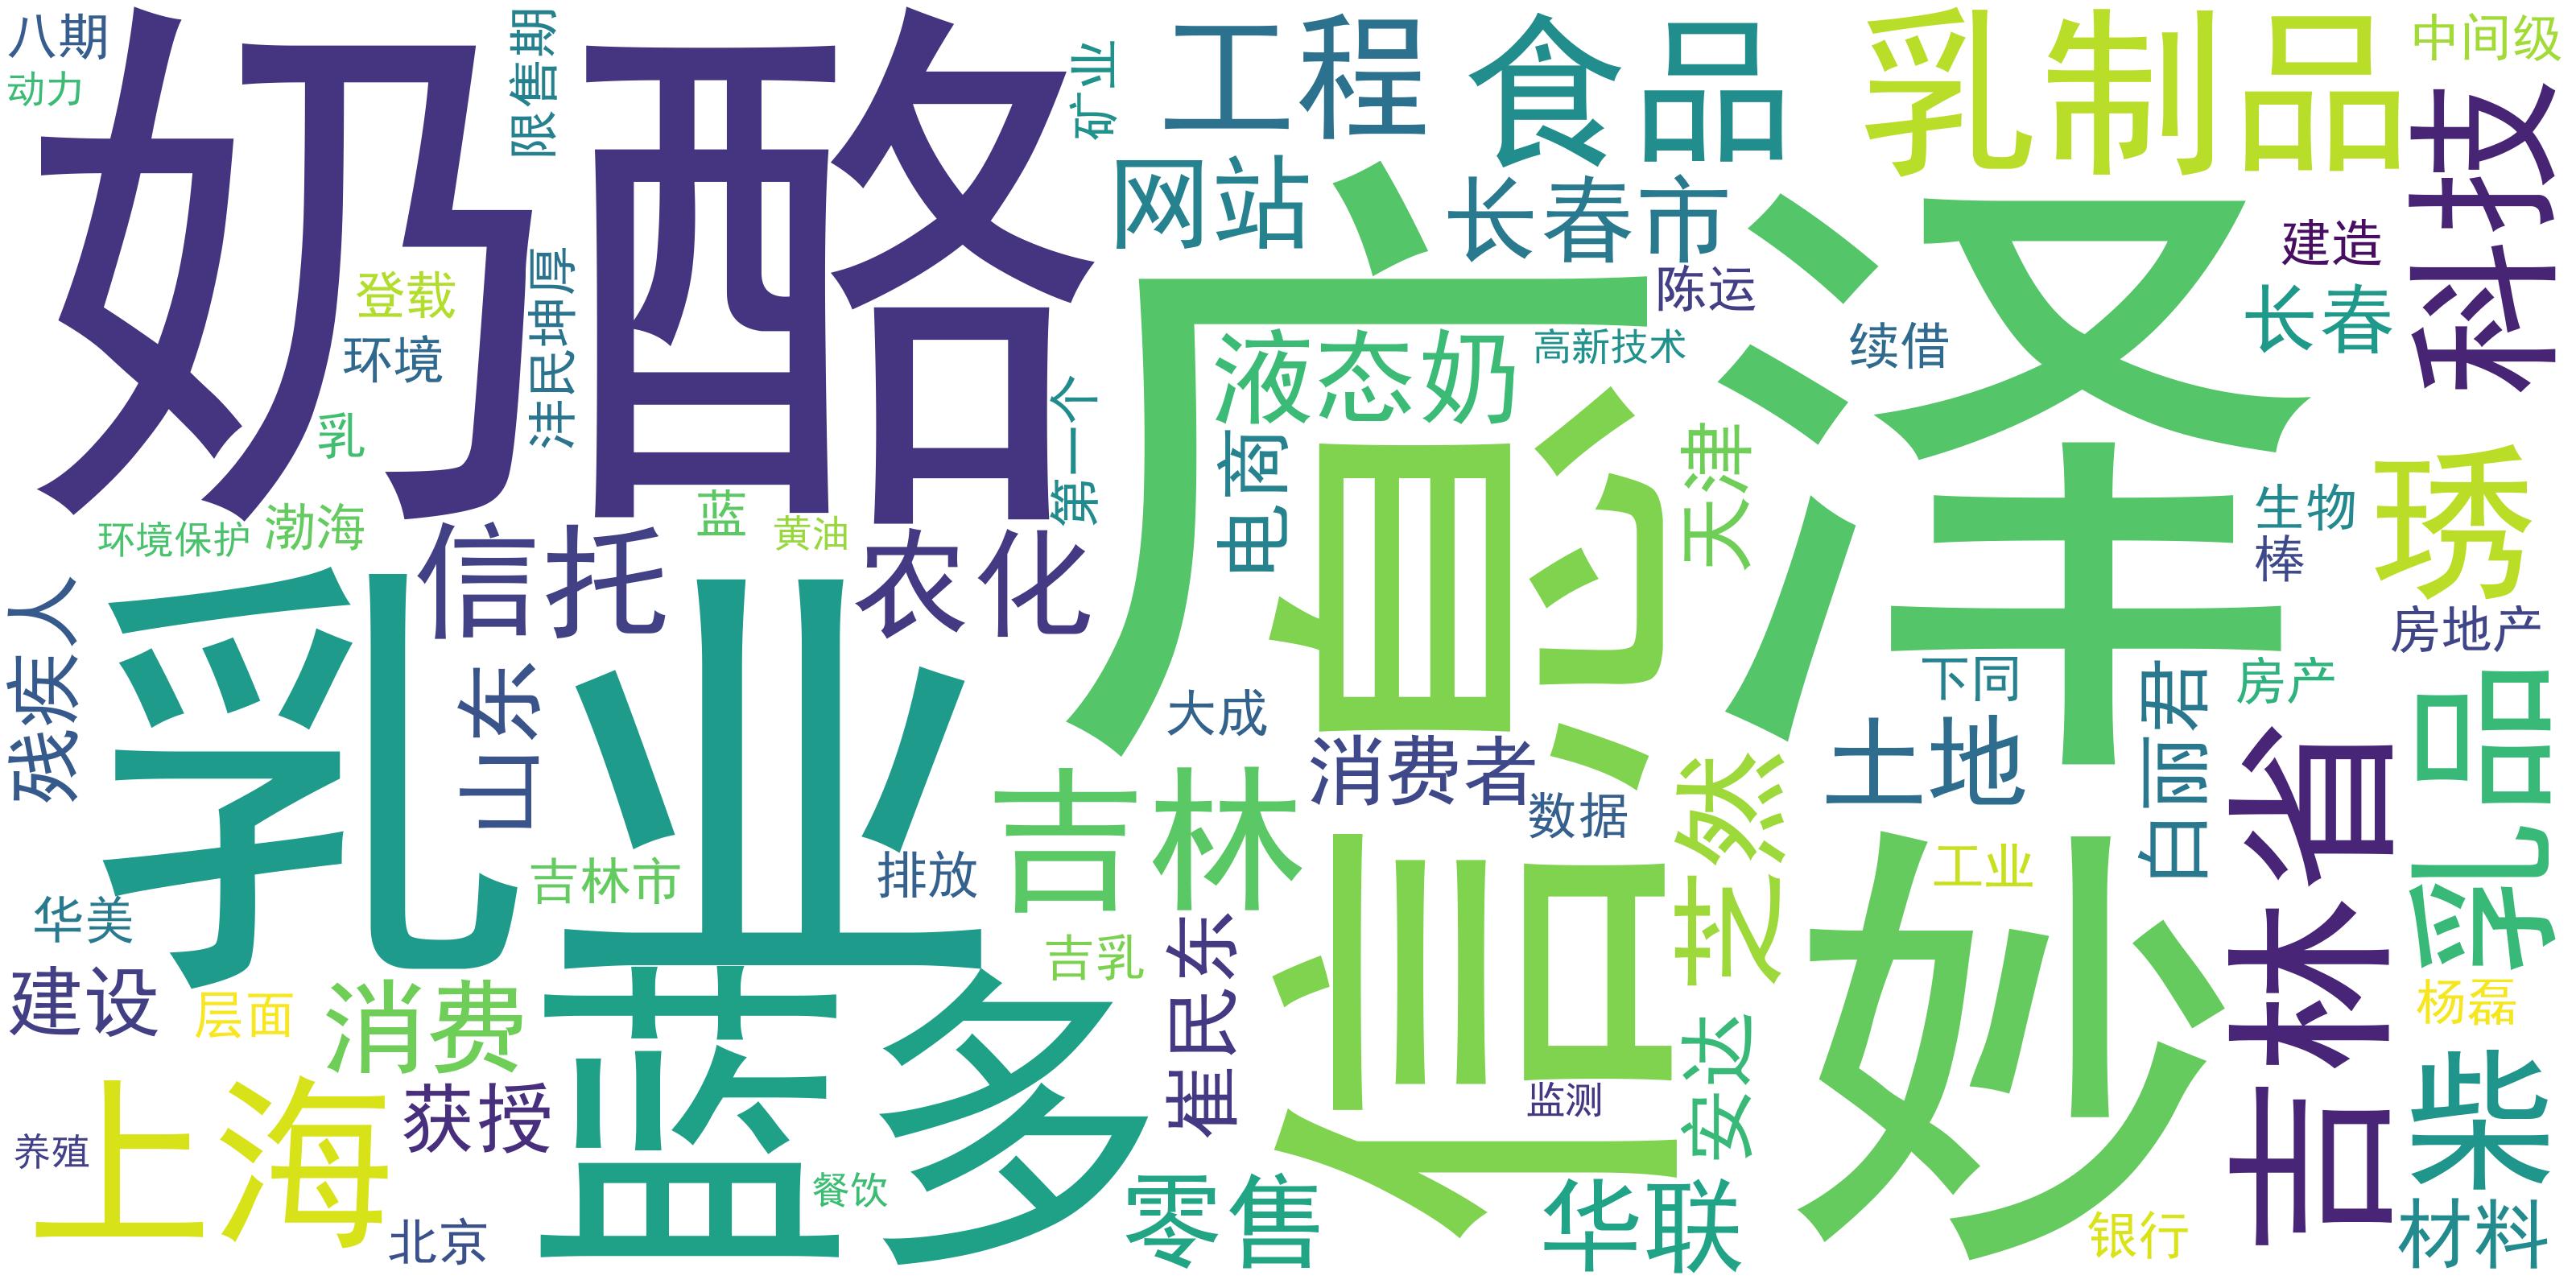 奶酪
广泽
乳业
蓝多
信息
妙
吉林省
上海
乳制品
科技
工程
食品
网站
长春市
八期
动力
限售期
矿业
中间级
建造
长春
陈运
续借
高新技术
液态奶
登载
环境
洋民坤厚
乳
第一个
电商
天津
琇
生物
棒
环境保护
渤海
信托
蓝
黄油
农化
房地产
残疾人
山东
大成
消费者
数据
下同
土地
白丽君
房产
乳品
吉林
芝然
工业
吉林市
排放
华美
建设
层面
消费
吉乳
崔民东
杨磊
获授
安达
监测
柴
养殖
北京
餐饮
零售
华联
银行
材料